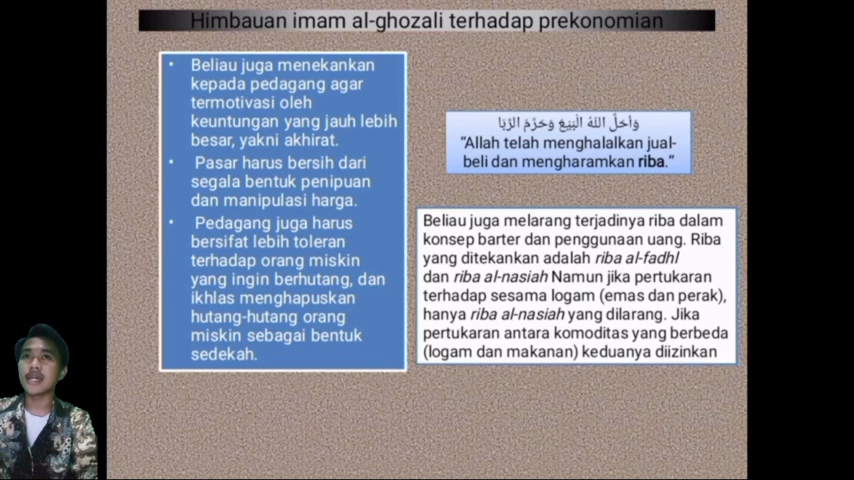 Himbauan imam al-ghozali terhadap prekonomian
• Beliau juga menekankan
kepada pedagang agar
termotivasi oleh
keuntungan yang jauh lebih
besar, yakni akhirat.
• Pasar harus bersih dari
segala bentuk penipuan
dan manipulasi harga.
• Pedagang juga harus
bersifat lebih toleran
terhadap orang miskin
yang ingin berhutang, dan
ikhlas menghapuskan
hutang-hutang orang
miskin sebagai bentuk
sedekah.
وَأَحَلَّ اللَّهُ الْبَيْعَ وَحَرَّمَ الرِّبَا
“Allah telah menghalalkan jual-
beli dan mengharamkan riba.”
Beliau juga melarang terjadinya riba dalam
konsep barter dan penggunaan uang. Riba
yang ditekankan adalah riba al-fadhl
dan riba al-nasiah Namun jika pertukaran
terhadap sesama logam (emas dan perak),
hanya riba al-nasiah yang dilarang. Jika
pertukaran antara komoditas yang berbeda
(logam dan makanan) keduanya diizinkan